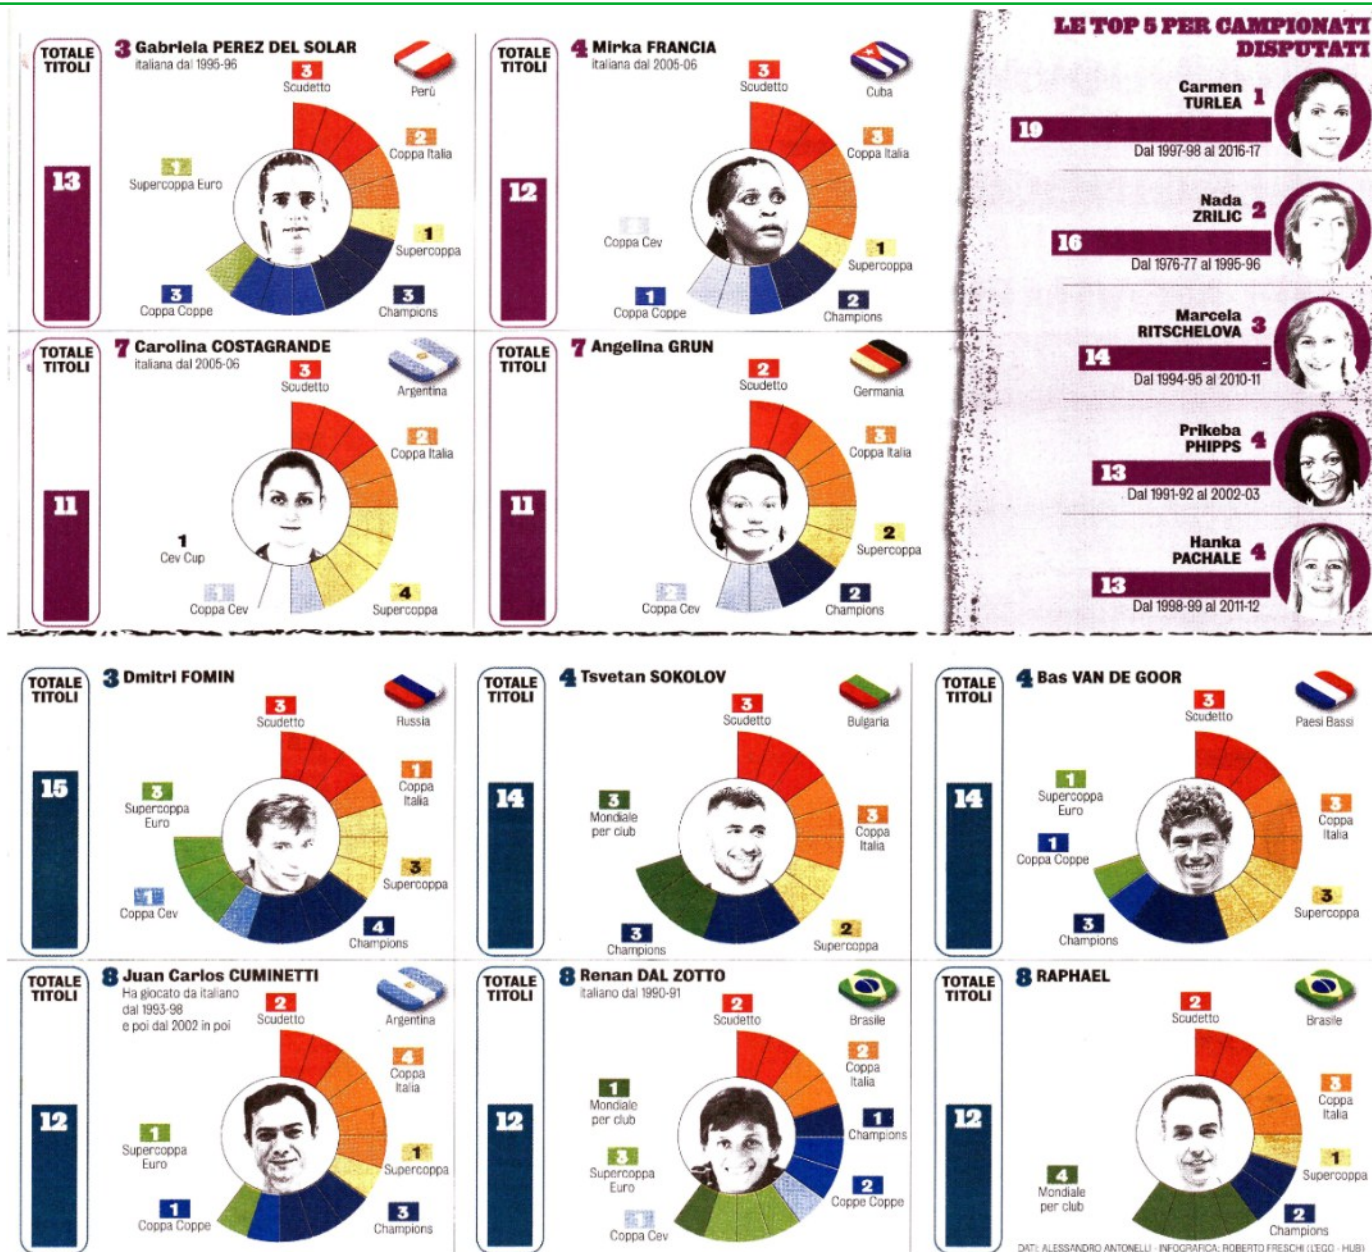 TOTALE
TITOLI
13
3 Gabriela PEREZ DEL SOLAR
italiana dal 1995-96
Perù
3
Scudetto
2
Coppa Italia
1
Supercoppa
3
Champions
3
Coppa Coppe
1
Supercoppa Euro
TOTALE
TITOLI
12
4 Mirka FRANCIA
italiana dal 2005-06
Cuba
3
Scudetto
3
Coppa Italia
1
Supercoppa
2
Champions
1
Coppa Coppe
Coppa Cev
LE TOP 5 PER CAMPIONATI
DISPUTATI
Carmen
TURLEA 1
19
Dal 1997-98 al 2016-17
Nada
ZRILIC 2
16
Dal 1976-77 al 1995-96
Marcela
RITSCHELOVA 3
14
Dal 1994-95 al 2010-11
Prikeba
PHIPPS 4
13
Dal 1991-92 al 2002-03
Hanka
PACHALE 4
13
Dal 1998-99 al 2011-12
TOTALE
TITOLI
11
7 Carolina COSTAGRANDE
italiana dal 2005-06
Argentina
3
Scudetto
2
Coppa Italia
4
Supercoppa
1
Coppa Cev
1
Cev Cup
TOTALE
TITOLI
11
7 Angelina GRUN
Germania
2
Scudetto
3
Coppa Italia
2
Supercoppa
2
Champions
2
Coppa Cev
TOTALE
TITOLI
15
3 Dmitri FOMIN
Russia
3
Scudetto
1
Coppa
Italia
3
Supercoppa
4
Champions
1
Coppa Cev
3
Supercoppa
Euro
TOTALE
TITOLI
14
4 Tsvetan SOKOLOV
Bulgaria
3
Scudetto
3
Coppa
Italia
2
Supercoppa
3
Champions
3
Mondiale
per club
TOTALE
TITOLI
14
4 Bas VAN DE GOOR
Paesi Bassi
3
Scudetto
3
Coppa
Italia
3
Supercoppa
3
Champions
1
Coppa Coppe
1
Supercoppa
Euro
TOTALE
TITOLI
12
8 Juan Carlos CUMINETTI
Ha giocato da italiano
dal 1993-98
e poi dal 2002 in poi
Argentina
2
Scudetto
4
Coppa
Italia
1
Supercoppa
3
Champions
1
Coppa Coppe
1
Supercoppa
Euro
TOTALE
TITOLI
12
8 Renan DAL ZOTTO
italiano dal 1990-91
Brasile
2
Scudetto
2
Coppa
Italia
1
Champions
2
Coppe Coppe
1
Coppa Cev
3
Supercoppa
Euro
1
Mondiale
per club
TOTALE
TITOLI
12
8 RAPHAEL
Brasile
2
Scudetto
3
Coppa
Italia
1
Supercoppa
2
Champions
4
Mondiale
per club
DATI: ALESSANDRO ANTONELLI - INFOGRAFICA: ROBERTO FRESCHI (L'EGO - HUB)